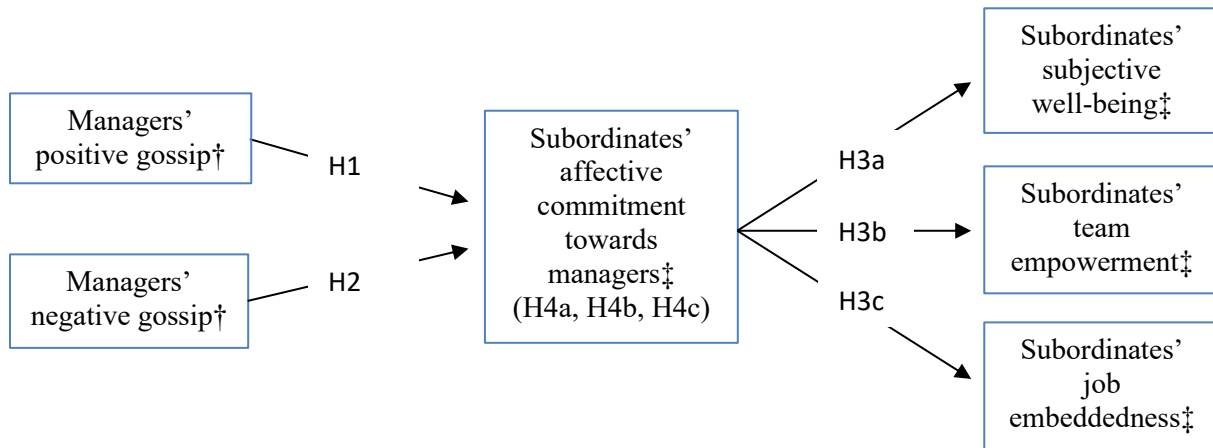 Managers’
positive gossip†
H1
Managers’
negative gossip†
H2
Subordinates’
affective
commitment
towards
managers‡
(H4a, H4b, H4c)
H3a
H3b
H3c
Subordinates’
subjective
well-being‡
Subordinates’
team
empowerment‡
Subordinates’
job
embeddedness‡